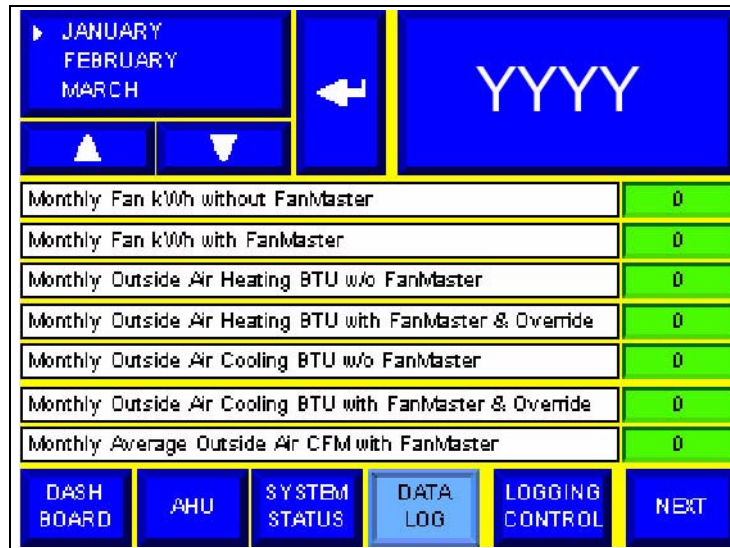 JANUARY
FEBRUARY
MARCH
YYYY
Monthly Fan kWh without FanMaster 0
Monthly Fan kWh with FanMaster 0
Monthly Outside Air Heating BTU w/o FanMaster 0
Monthly Outside Air Heating BTU with FanMaster & Override 0
Monthly Outside Air Cooling BTU w/o FanMaster 0
Monthly Outside Air Cooling BTU with FanMaster & Override 0
Monthly Average Outside Air CFM with FanMaster 0
DASH
BOARD
AHU
SYSTEM
STATUS
DATA
LOG
LOGGING
CONTROL
NEXT